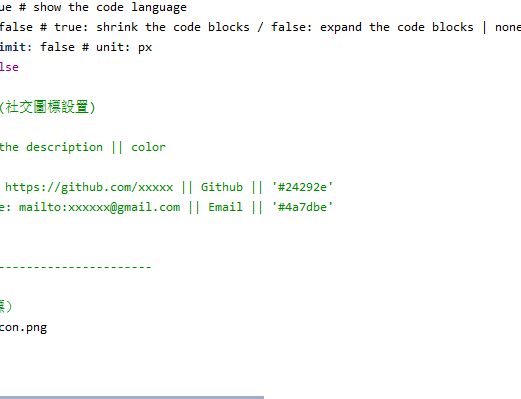 ue # show the code language
false # true: shrink the code blocks / false: expand the code blocks | none
imit: false # unit: px
lse
(社交圖標設置)
the description || color
https://github.com/xxxxx || Github || '#24292e'
e: mailto:xxxxxx@gmail.com || Email || '#4a7dbe'
----------------------
標）
con.png